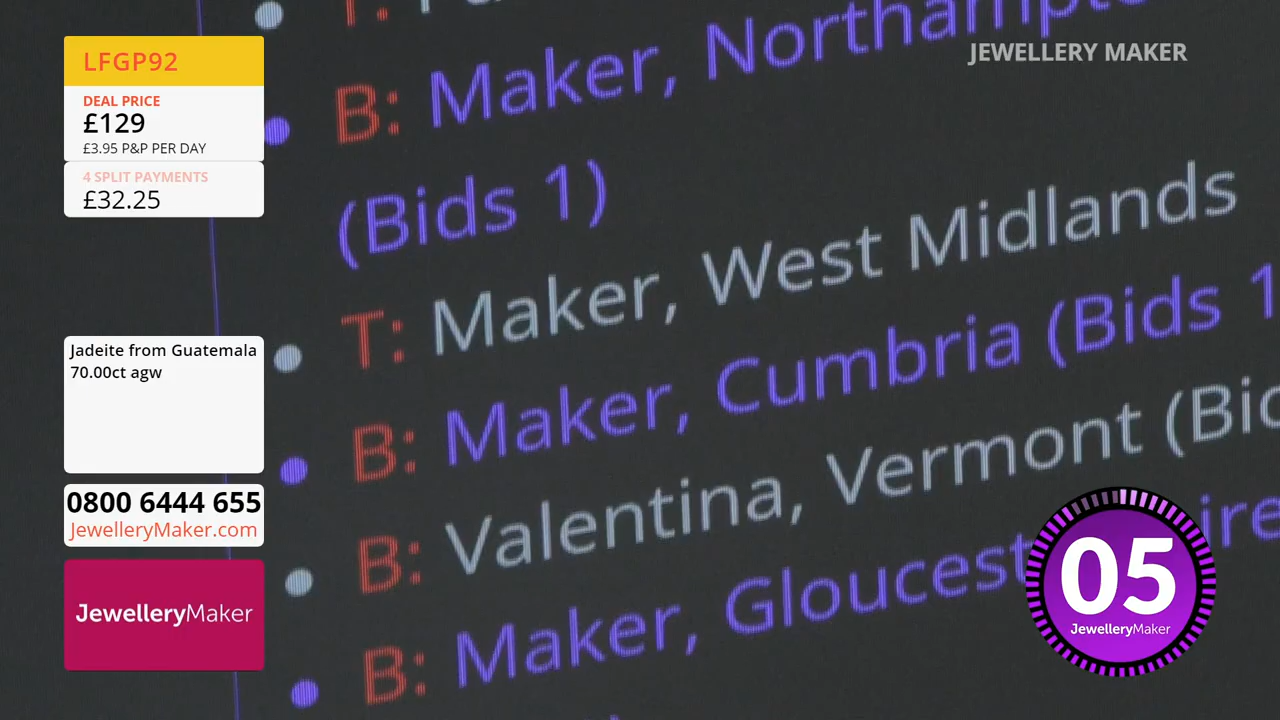 LFGP92
DEAL PRICE
£129
£3.95 P&P PER DAY
4 SPLIT PAYMENTS
£32.25
Jadeite from Guatemala
70.00ct agw
0800 6444 655
JewelleryMaker.com
JewelleryMaker
JEWELLERY MAKER
T:
B: Maker,
(Bids 1)
T: Maker, West Midlands
B: Maker, Cumbria (Bids 1
B: Valentina, Vermont
B: Maker,
05
JewelleryMaker